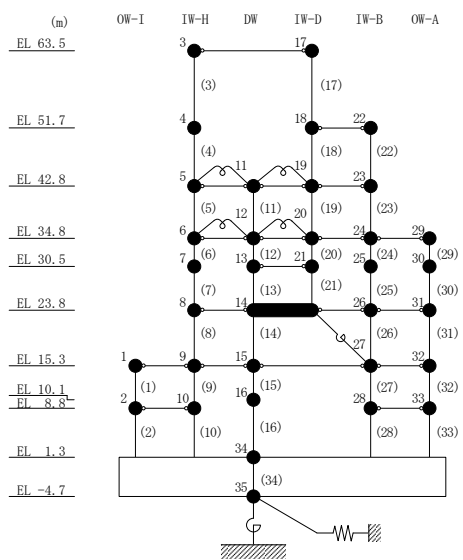 (m) OW-I IW-H DW IW-D IW-B OW-A
EL 63.5 3 17
(3) (17)
EL 51.7 4 18 22
(4) 11 19 (18) (22)
EL 42.8 5 23
(5) 12 (11) 20 (19) (23)
EL 34.8 6 24 29
(6) (12) (20) (24) (29)
EL 30.5 7 13 21 25 30
(7) (13) (21) (25) (30)
EL 23.8 8 14 26 31
(8) (14) (26) (31)
27
EL 15.3 1 9 15 32
(1) (9) (15) (27) (32)
EL 10.1 16
EL 8.8 2 10 28 33
(2) (10) (16) (28) (33)
EL 1.3 34
(34)
EL -4.7 35